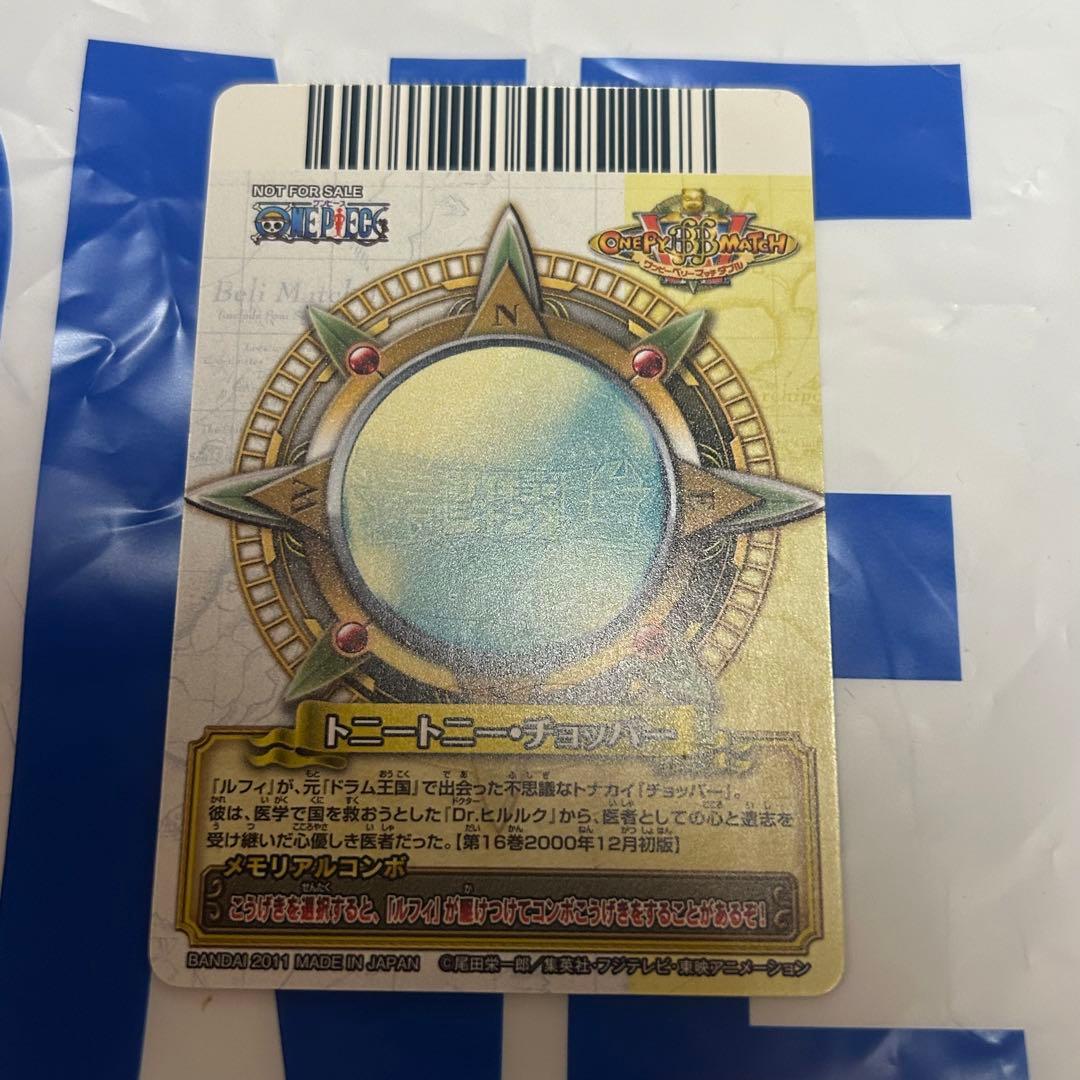 NOT FOR SALE
ワンピース
ONE PIECE
ONEPY BB MATCH W
ワンピーベリーマッチダブル
Beli Match
N
W
E
トニートニー・チョッパー
『ルフィ』が、元『ドラム王国』で出会った不思議なトナカイ『チョッパー』。
彼は、医学で国を救おうとした『Dr.ヒルルク』から、医者としての心と遺志を
受け継いだ心優しき医者だった。【第16巻2000年12月初版】
メモリアルコンボ
こうげきを選択すると、『ルフィ』が駆けつけてコンボこうげきをすることがあるぞ!
BANDAI 2011 MADE IN JAPAN ©尾田栄一郎/集英社・フジテレビ・東映アニメーション